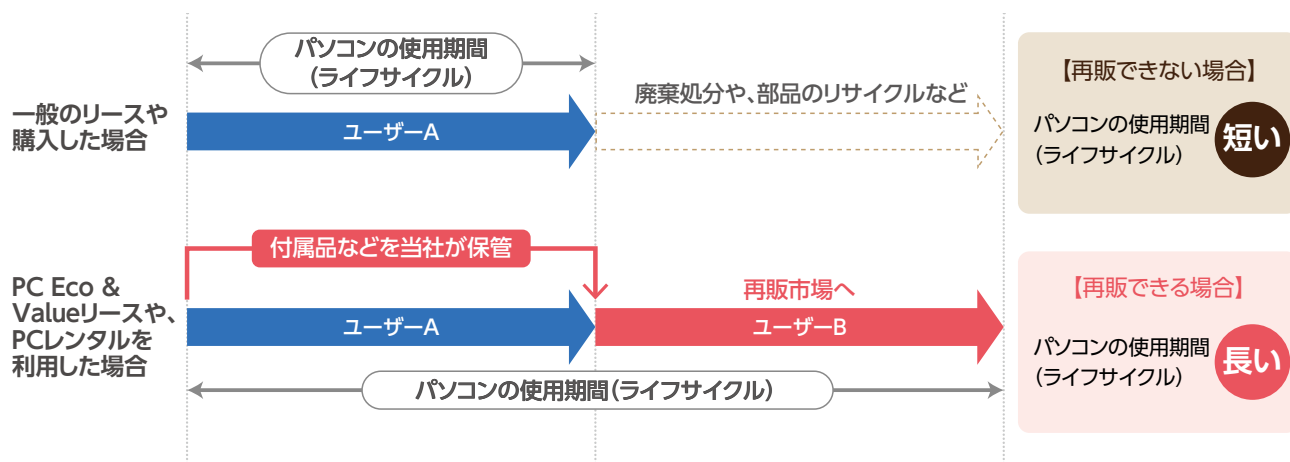 パソコンの使用期間
(ライフサイクル)
一般のリースや
購入した場合
ユーザーA
廃棄処分や、部品のリサイクルなど
【再販できない場合】
パソコンの使用期間
(ライフサイクル)
短い
付属品などを当社が保管
PC Eco &
Valueリースや、
PCレンタルを
利用した場合
ユーザーA
再販市場へ
ユーザーB
パソコンの使用期間(ライフサイクル)
【再販できる場合】
パソコンの使用期間
(ライフサイクル)
長い